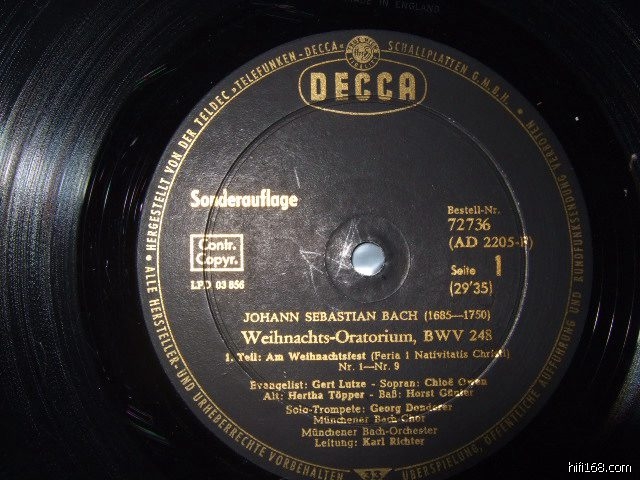 MADE IN ENGLAND
• HERGESTELLT VON DER TELDEC »TELEFUNKEN-DECCA« SCHALLPLATTEN G.M.B.H. •
DECCA
Sonderauflage
Contr.
Copyr.
LPD 03 856
Bestell-Nr.
72736
Seite 1
(29'35)
JOHANN SEBASTIAN BACH (1685—1750)
Weihnachts-Oratorium, BWV 248
1. Teil: Am Weihnachtsfest (Feria 1 Nativitatis Christi)
Nr. 1—Nr. 9
Evangelist: Gert Lutze - Sopran: Chloë Owen
Alt: Hertha Töpper - Baß: Horst Günter
Solo-Trompete: Georg Donderer
Münchener Bach-Chor
Münchener Bach-Orchester
Leitung: Karl Richter
• ALLE HERSTELLER- UND URHEBERRECHTE VORBEHALTEN
33
ÜBERSPIELUNG, ÖFFENTLICHE AUFFÜHRUNG UND RUNDFUNKSENDUNG VERBOTEN
hifi168.com